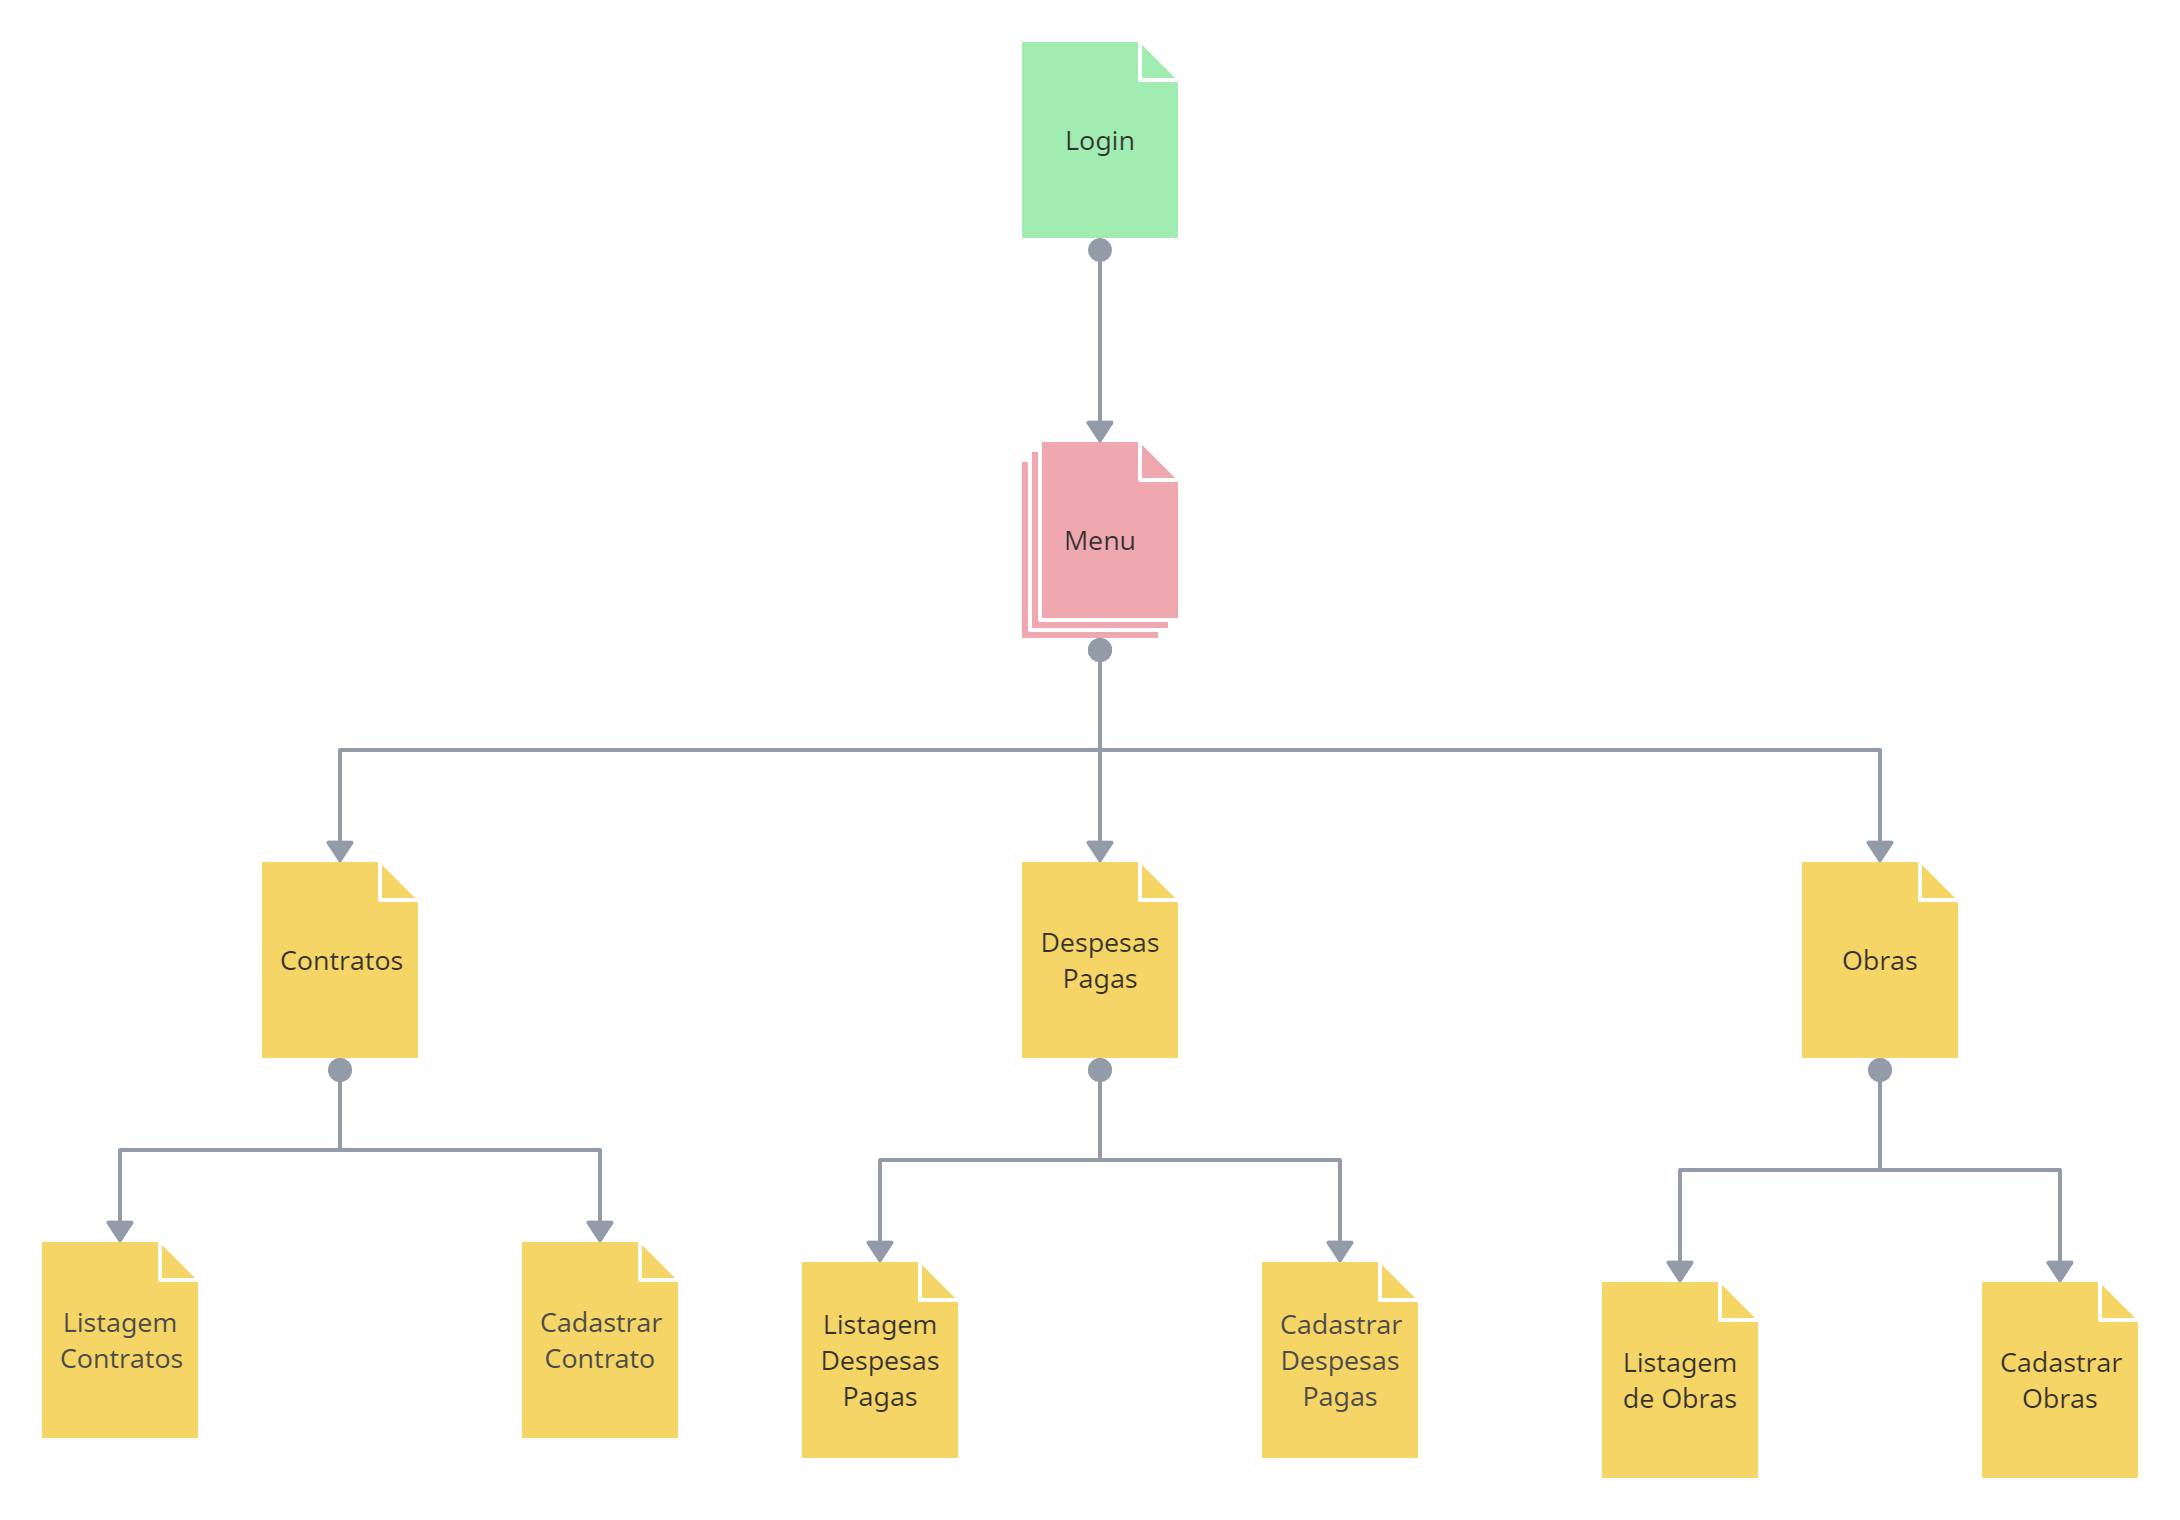 Login
Menu
Contratos
Despesas
Pagas
Obras
Listagem
Contratos
Cadastrar
Contrato
Listagem
Despesas
Pagas
Cadastrar
Despesas
Pagas
Listagem
de Obras
Cadastrar
Obras